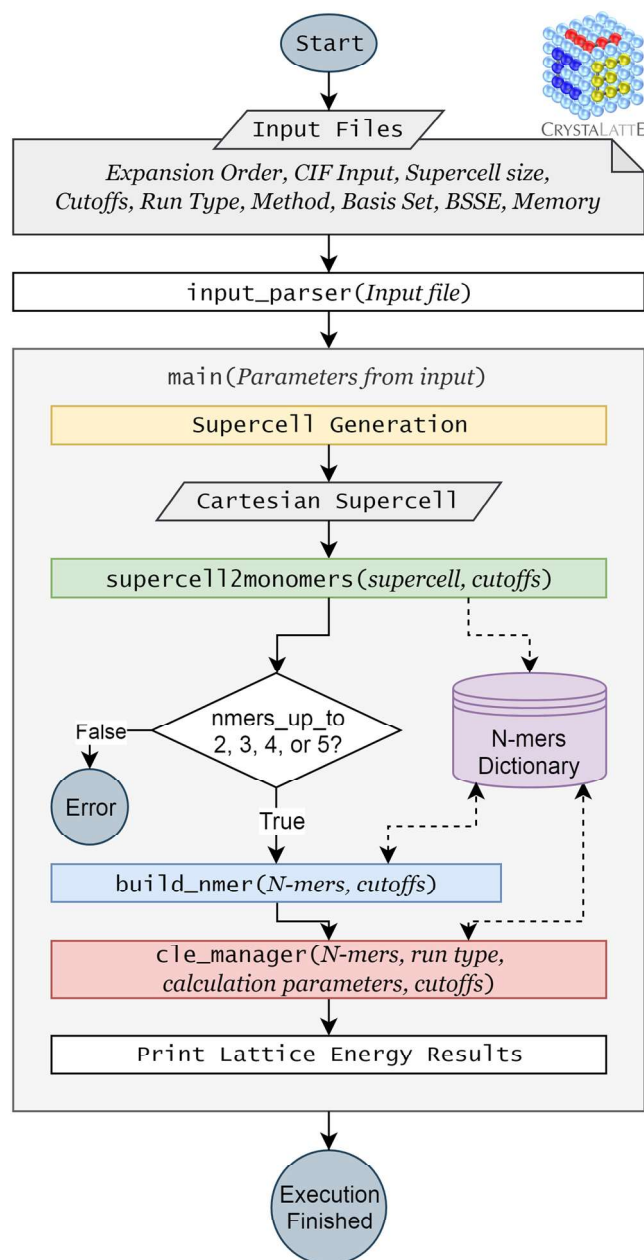 Start
CRYSTALATTE
Input Files
Expansion Order, CIF Input, Supercell size,
Cutoffs, Run Type, Method, Basis Set, BSSE, Memory
input_parser(Input file)
main(Parameters from input)
Supercell Generation
Cartesian Supercell
supercell2monomers(supercell, cutoffs)
nmers_up_to
2, 3, 4, or 5?
False
Error
True
N-mers
Dictionary
build_nmer(N-mers, cutoffs)
cle_manager(N-mers, run type,
calculation parameters, cutoffs)
Print Lattice Energy Results
Execution
Finished